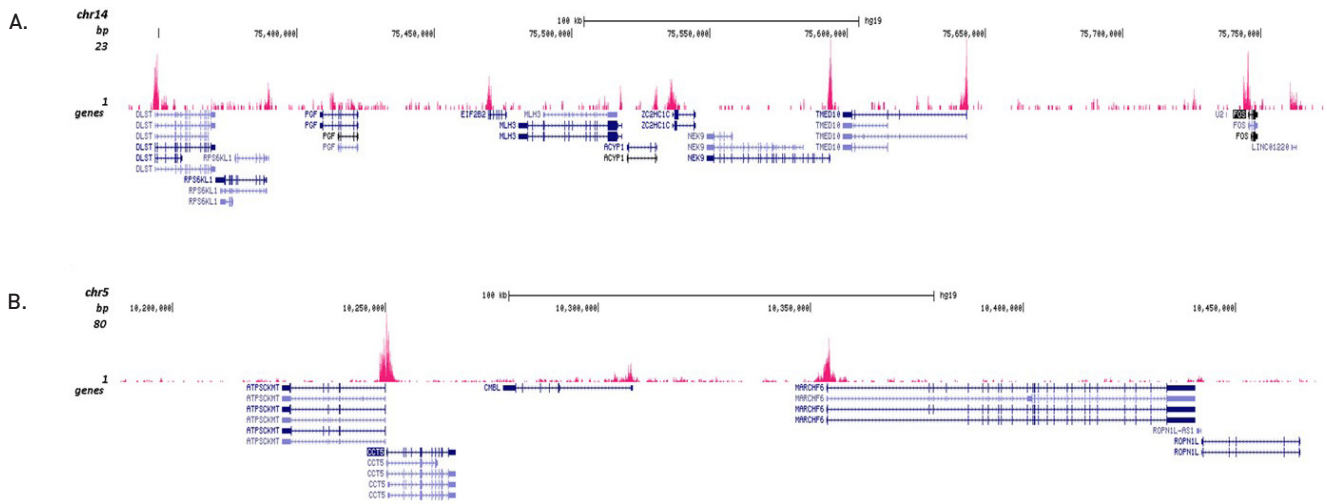 A.
chr14
100 kb hg19
bp 75,400,000 75,450,000 75,500,000 75,550,000 75,600,000 75,650,000 75,700,000 75,750,000
23
1
genes DLST PGF EIF2B2 MLH3 ZC2HC1C TMED10 U2 FOS
DLST PGF MLH3 ZC2HC1C TMED10 FOS
DLST PGF MLH3 NEK9 TMED10 FOS
DLST PGF ACYP1 NEK9 TMED10 LINC01220
DLST RPS6KL1 ACYP1 NEK9
DLST
RPS6KL1
RPS6KL1
RPS6KL1
B.
chr5
100 kb hg19
bp 10,200,000 10,250,000 10,300,000 10,350,000 10,400,000 10,450,000
80
1
genes ATPSCKMT CMBL MARCHF6
ATPSCKMT MARCHF6
ATPSCKMT MARCHF6
ATPSCKMT MARCHF6
ATPSCKMT ROPN1L-AS1
ATPSCKMT ROPN1L
CCT5 ROPN1L
CCT5
CCT5
CCT5
CCT5